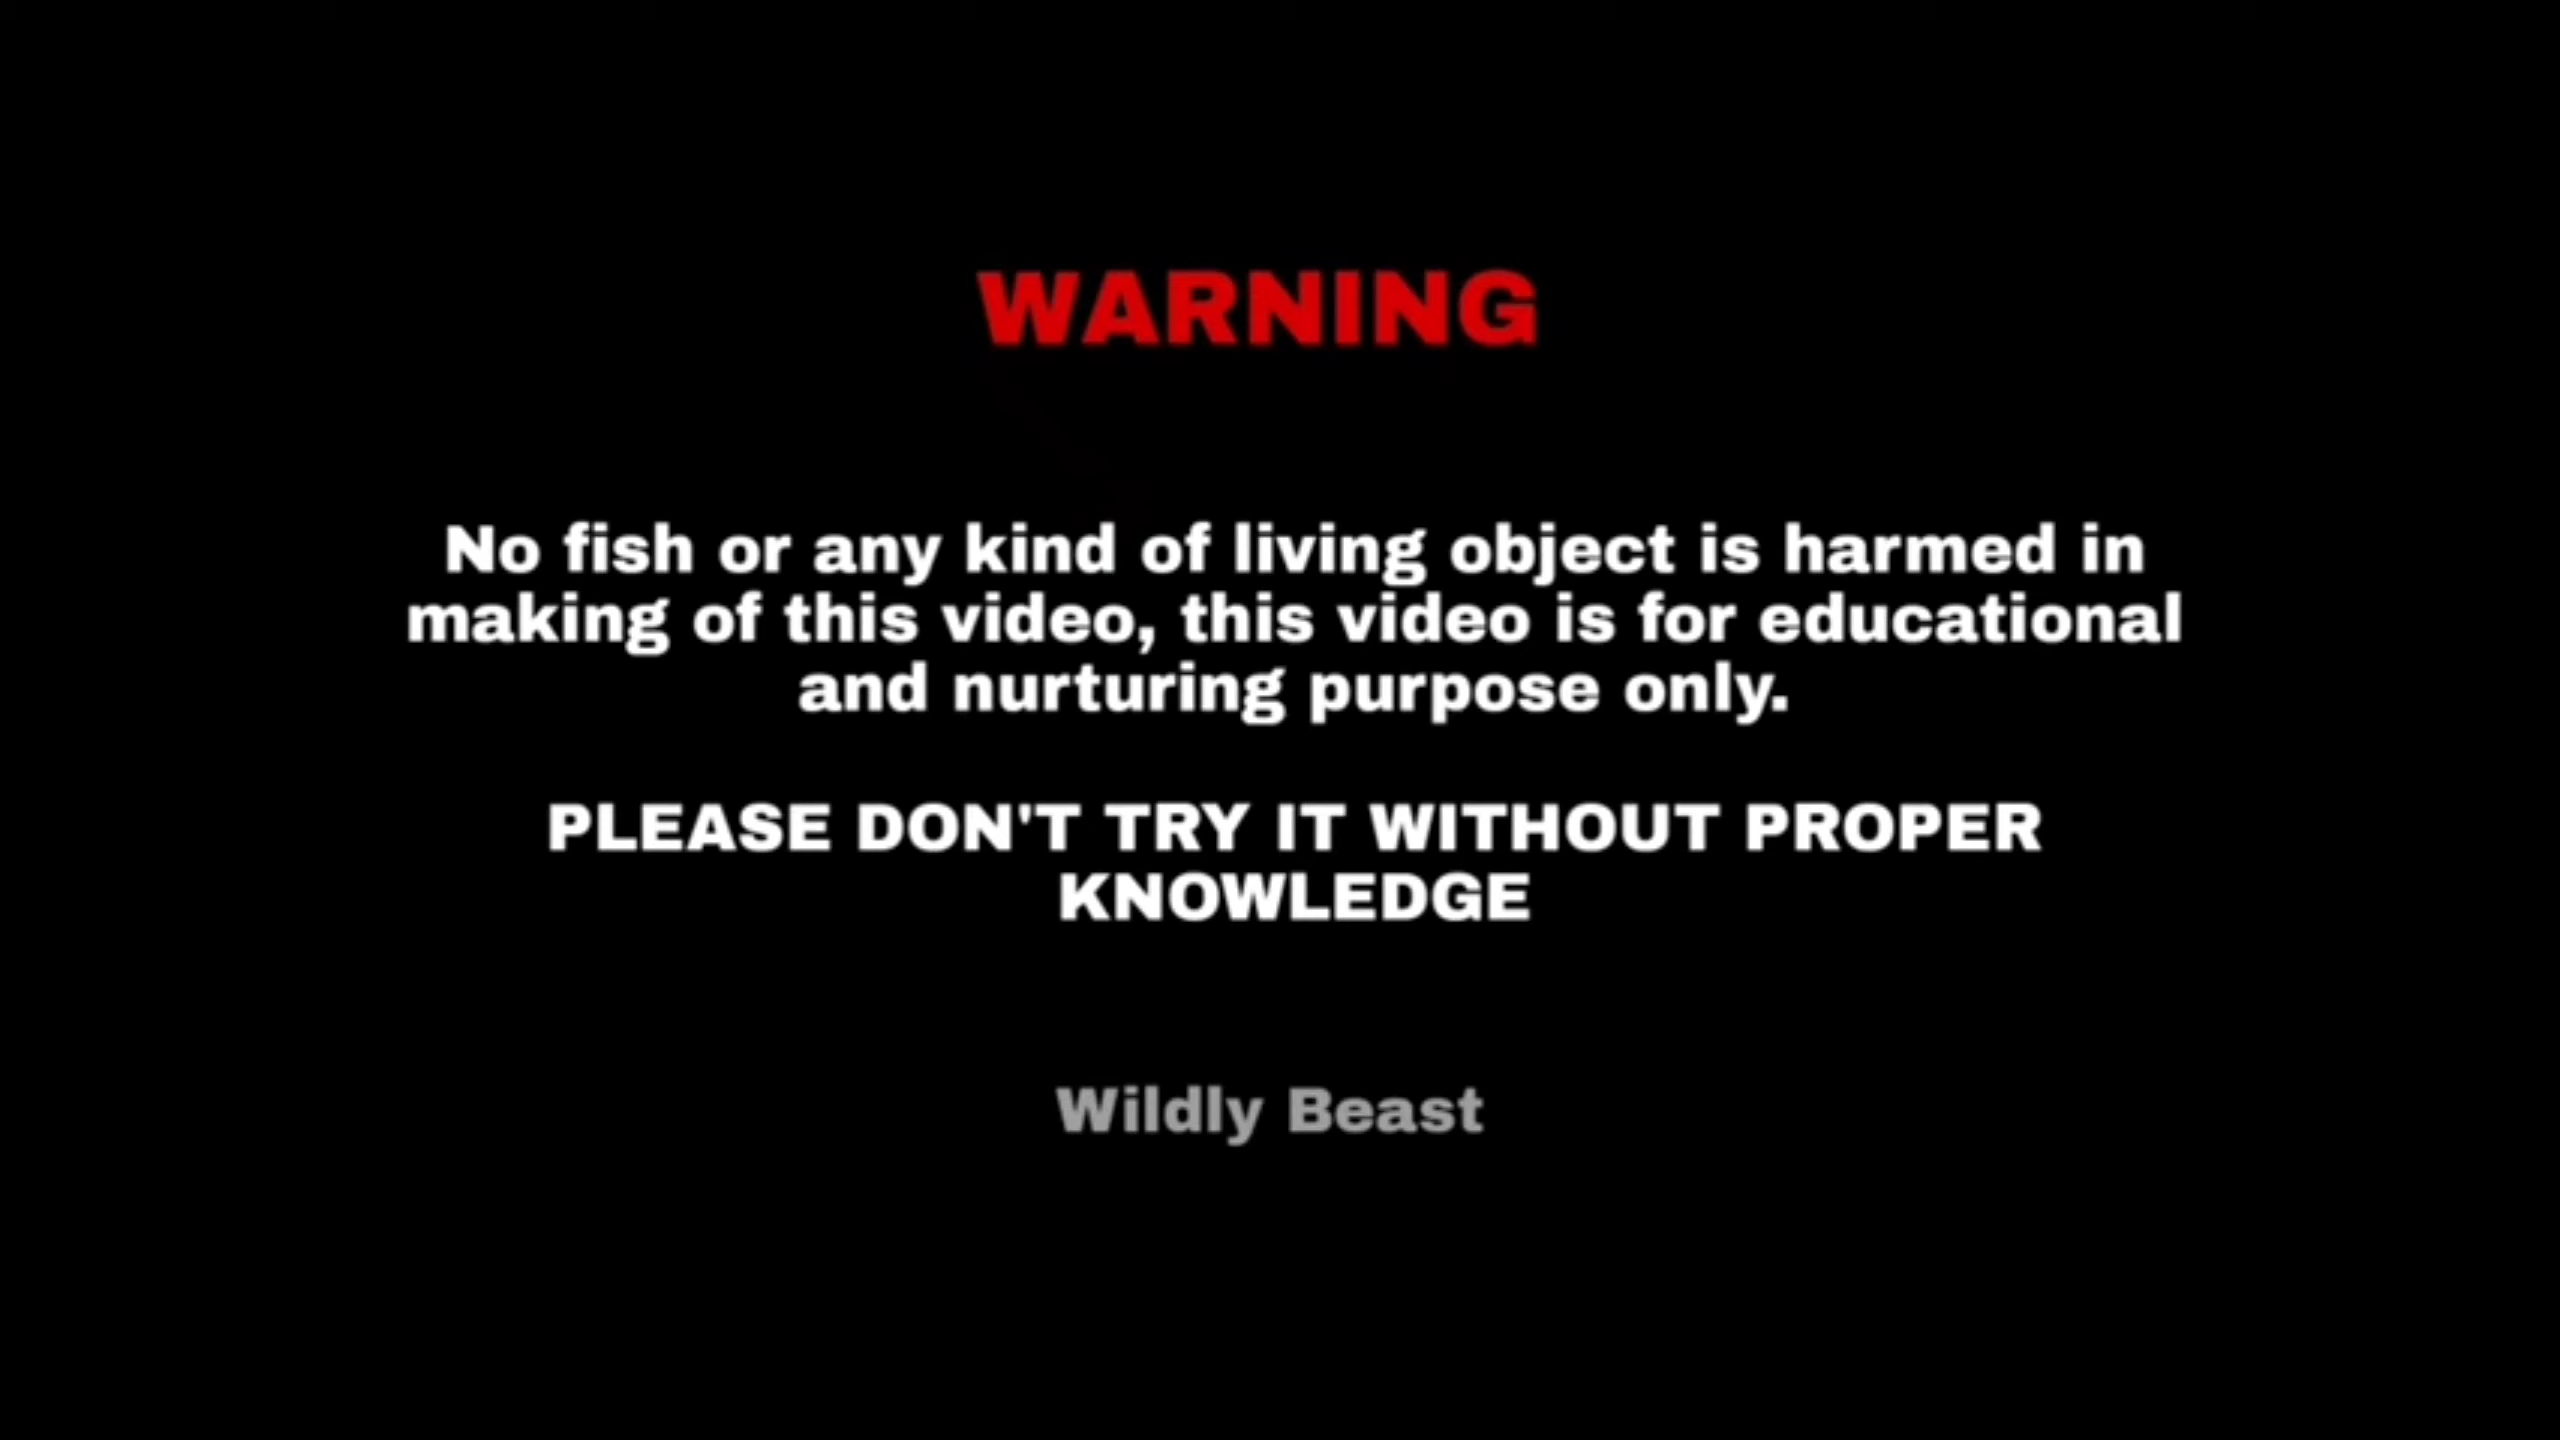 WARNING
No fish or any kind of living object is harmed in
making of this video, this video is for educational
and nurturing purpose only.
PLEASE DON'T TRY IT WITHOUT PROPER
KNOWLEDGE
Wildly Beast